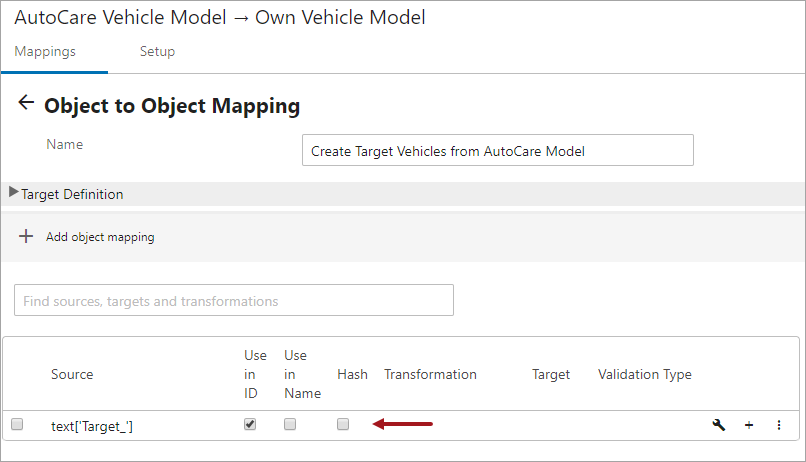 AutoCare Vehicle Model → Own Vehicle Model
Mappings Setup
Object to Object Mapping
Name Create Target Vehicles from AutoCare Model
Target Definition
Add object mapping
Find sources, targets and transformations
Source Use in ID Use in Name Hash Transformation Target Validation Type
text['Target_']